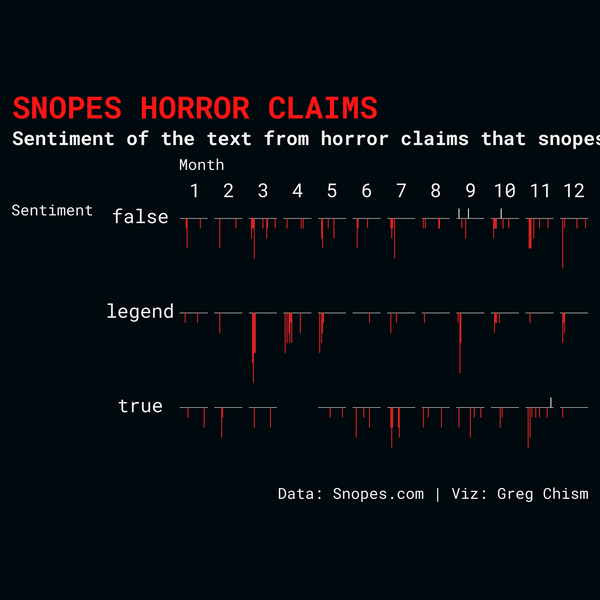 SNOPES HORROR CLAIMS
Sentiment of the text from horror claims that snopes
Month
1 2 3 4 5 6 7 8 9 10 11 12
Sentiment
false
legend
true
Data: Snopes.com | Viz: Greg Chism